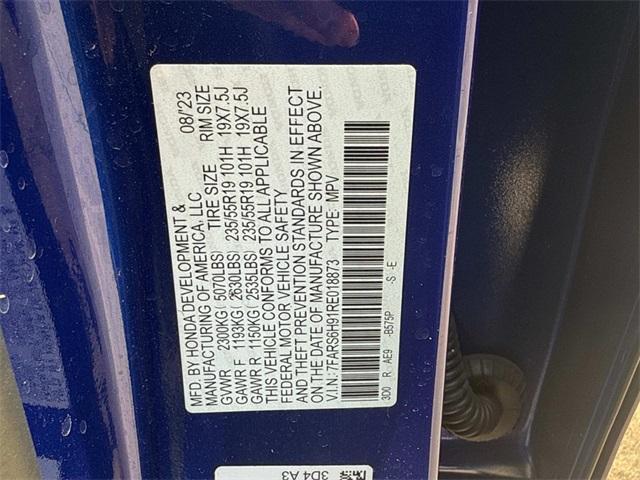 MFD. BY HONDA DEVELOPMENT & 08/23
MANUFACTURING OF AMERICA, LLC
TIRE SIZE RIM SIZE
GVWR 2300KG( 5070LBS)
GAWR F 1193KG( 2630LBS) 235/55R19 101H 19X7.5J
GAWR R 1150KG( 2535LBS) 235/55R19 101H 19X7.5J
THIS VEHICLE CONFORMS TO ALL APPLICABLE
FEDERAL MOTOR VEHICLE SAFETY
AND THEFT PREVENTION STANDARDS IN EFFECT
ON THE DATE OF MANUFACTURE SHOWN ABOVE.
V.I.N.: 7FARS6H91RE018873 TYPE: MPV
3D0 R AE9 -B575P -S -E
3D4 A3